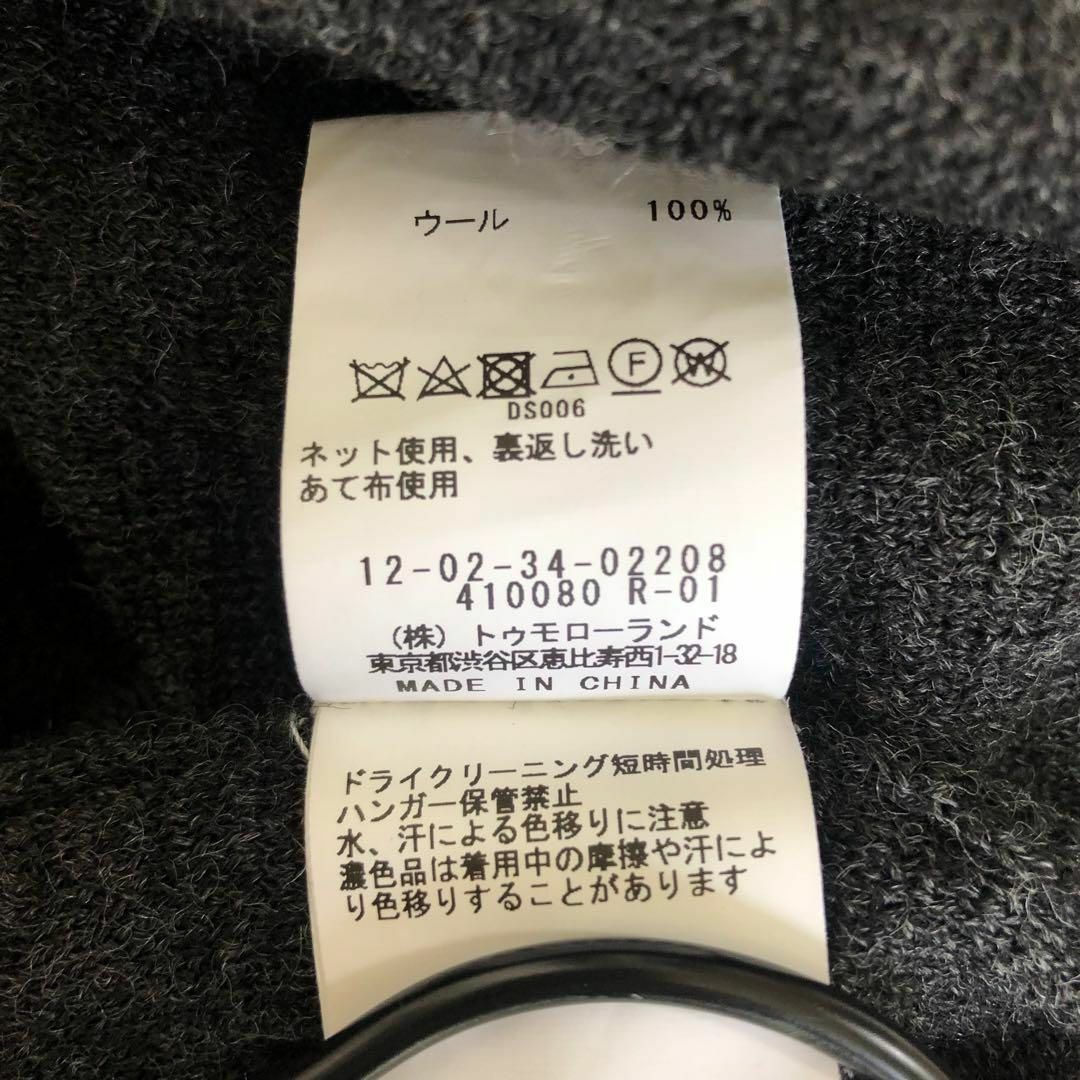 ウール 100%
F W
DS006
ネット使用、裏返し洗い
あて布使用
12-02-34-02208
410080 R-01
(株) トゥモローランド
東京都渋谷区恵比寿西1-32-18
MADE IN CHINA
ドライクリーニング短時間処理
ハンガー保管禁止
水、汗による色移りに注意
濃色品は着用中の摩擦や汗によ
り色移りすることがあります